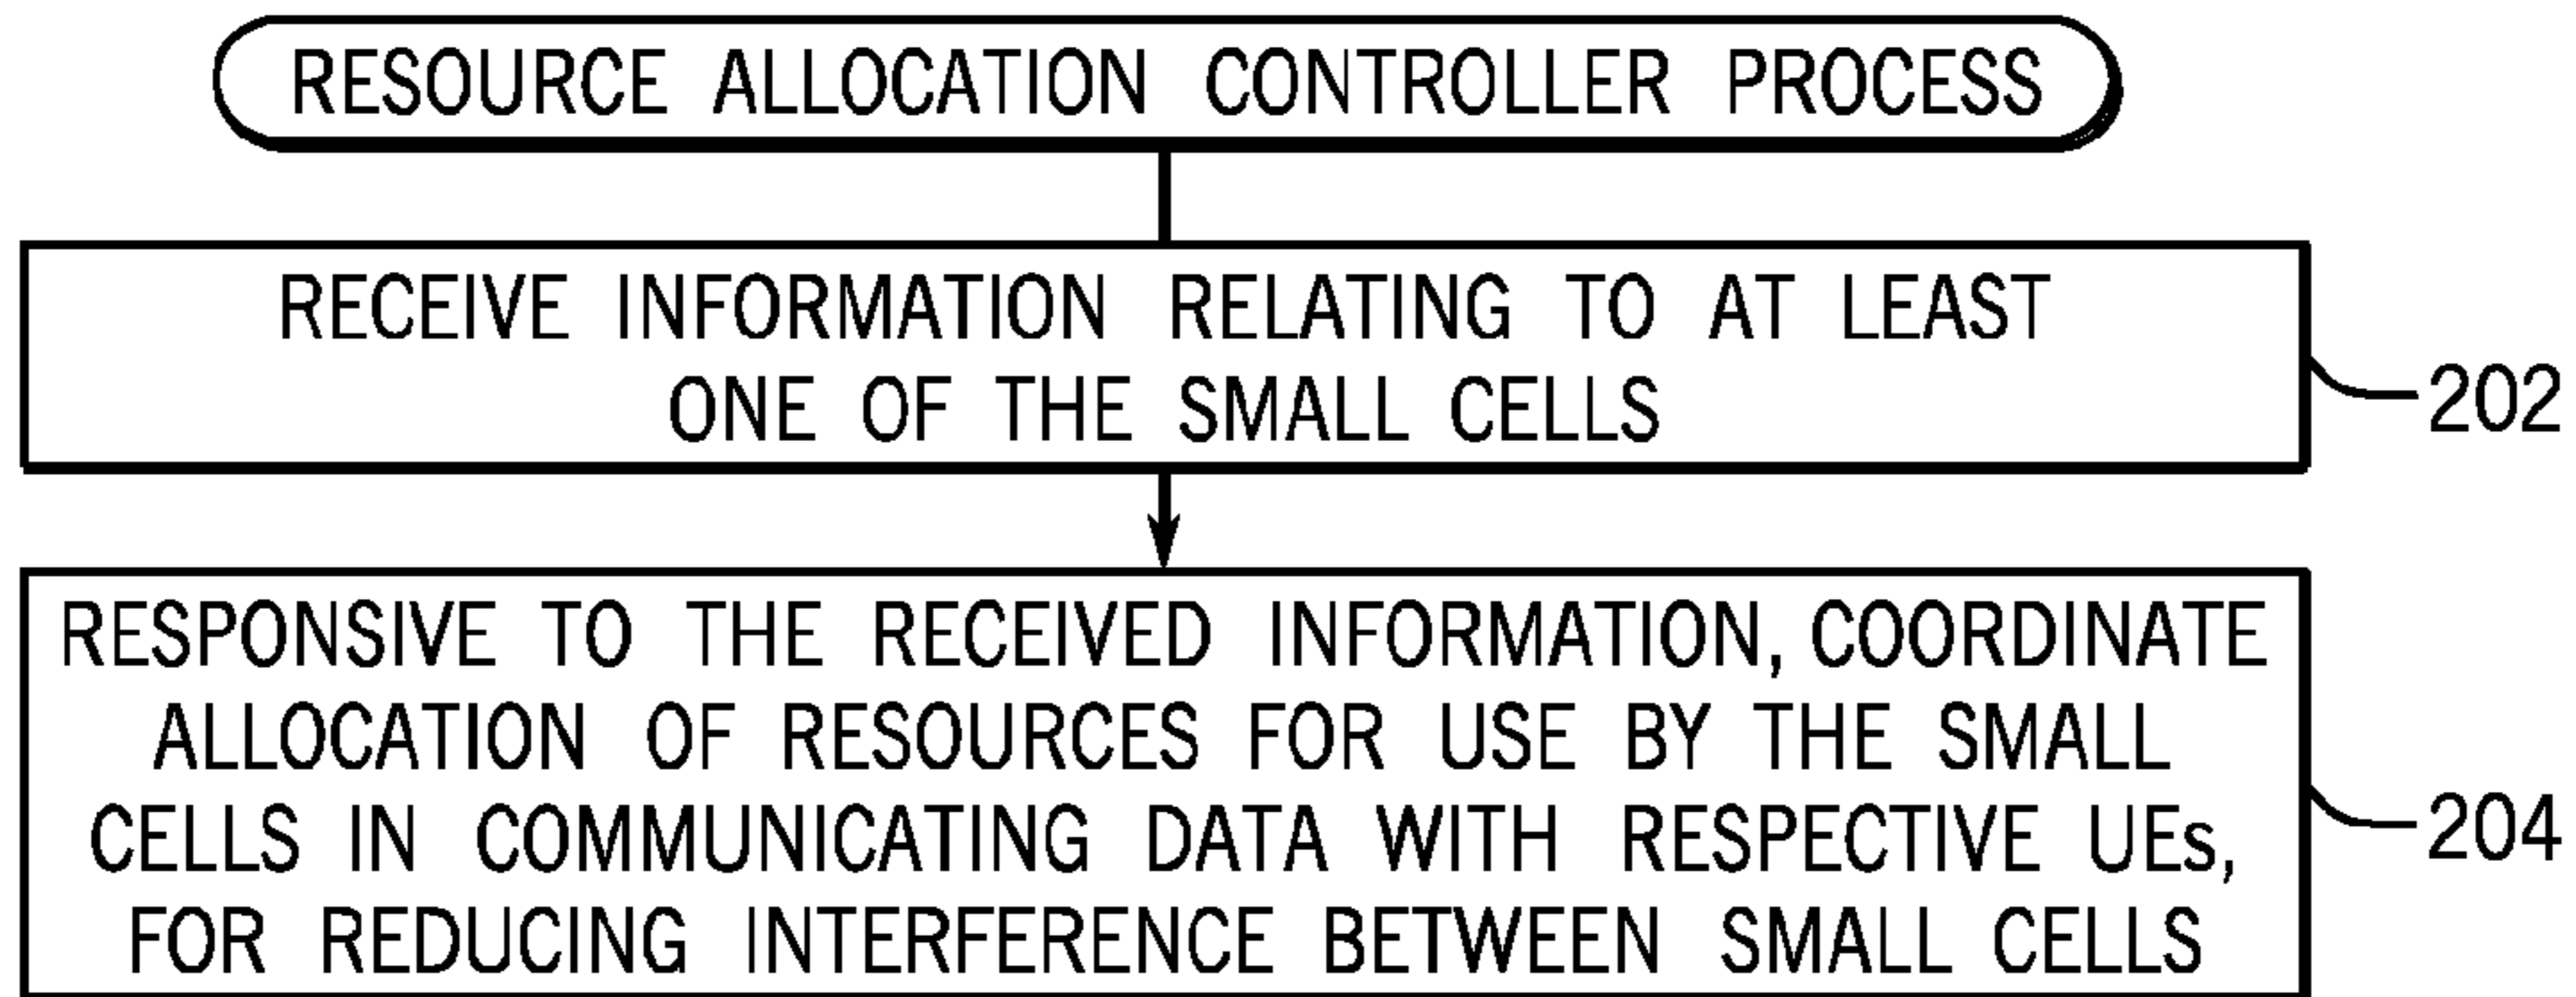 RESOURCE ALLOCATION CONTROLLER PROCESS
RECEIVE INFORMATION RELATING TO AT LEAST
ONE OF THE SMALL CELLS
202
RESPONSIVE TO THE RECEIVED INFORMATION, COORDINATE
ALLOCATION OF RESOURCES FOR USE BY THE SMALL
CELLS IN COMMUNICATING DATA WITH RESPECTIVE UEs,
FOR REDUCING INTERFERENCE BETWEEN SMALL CELLS
204